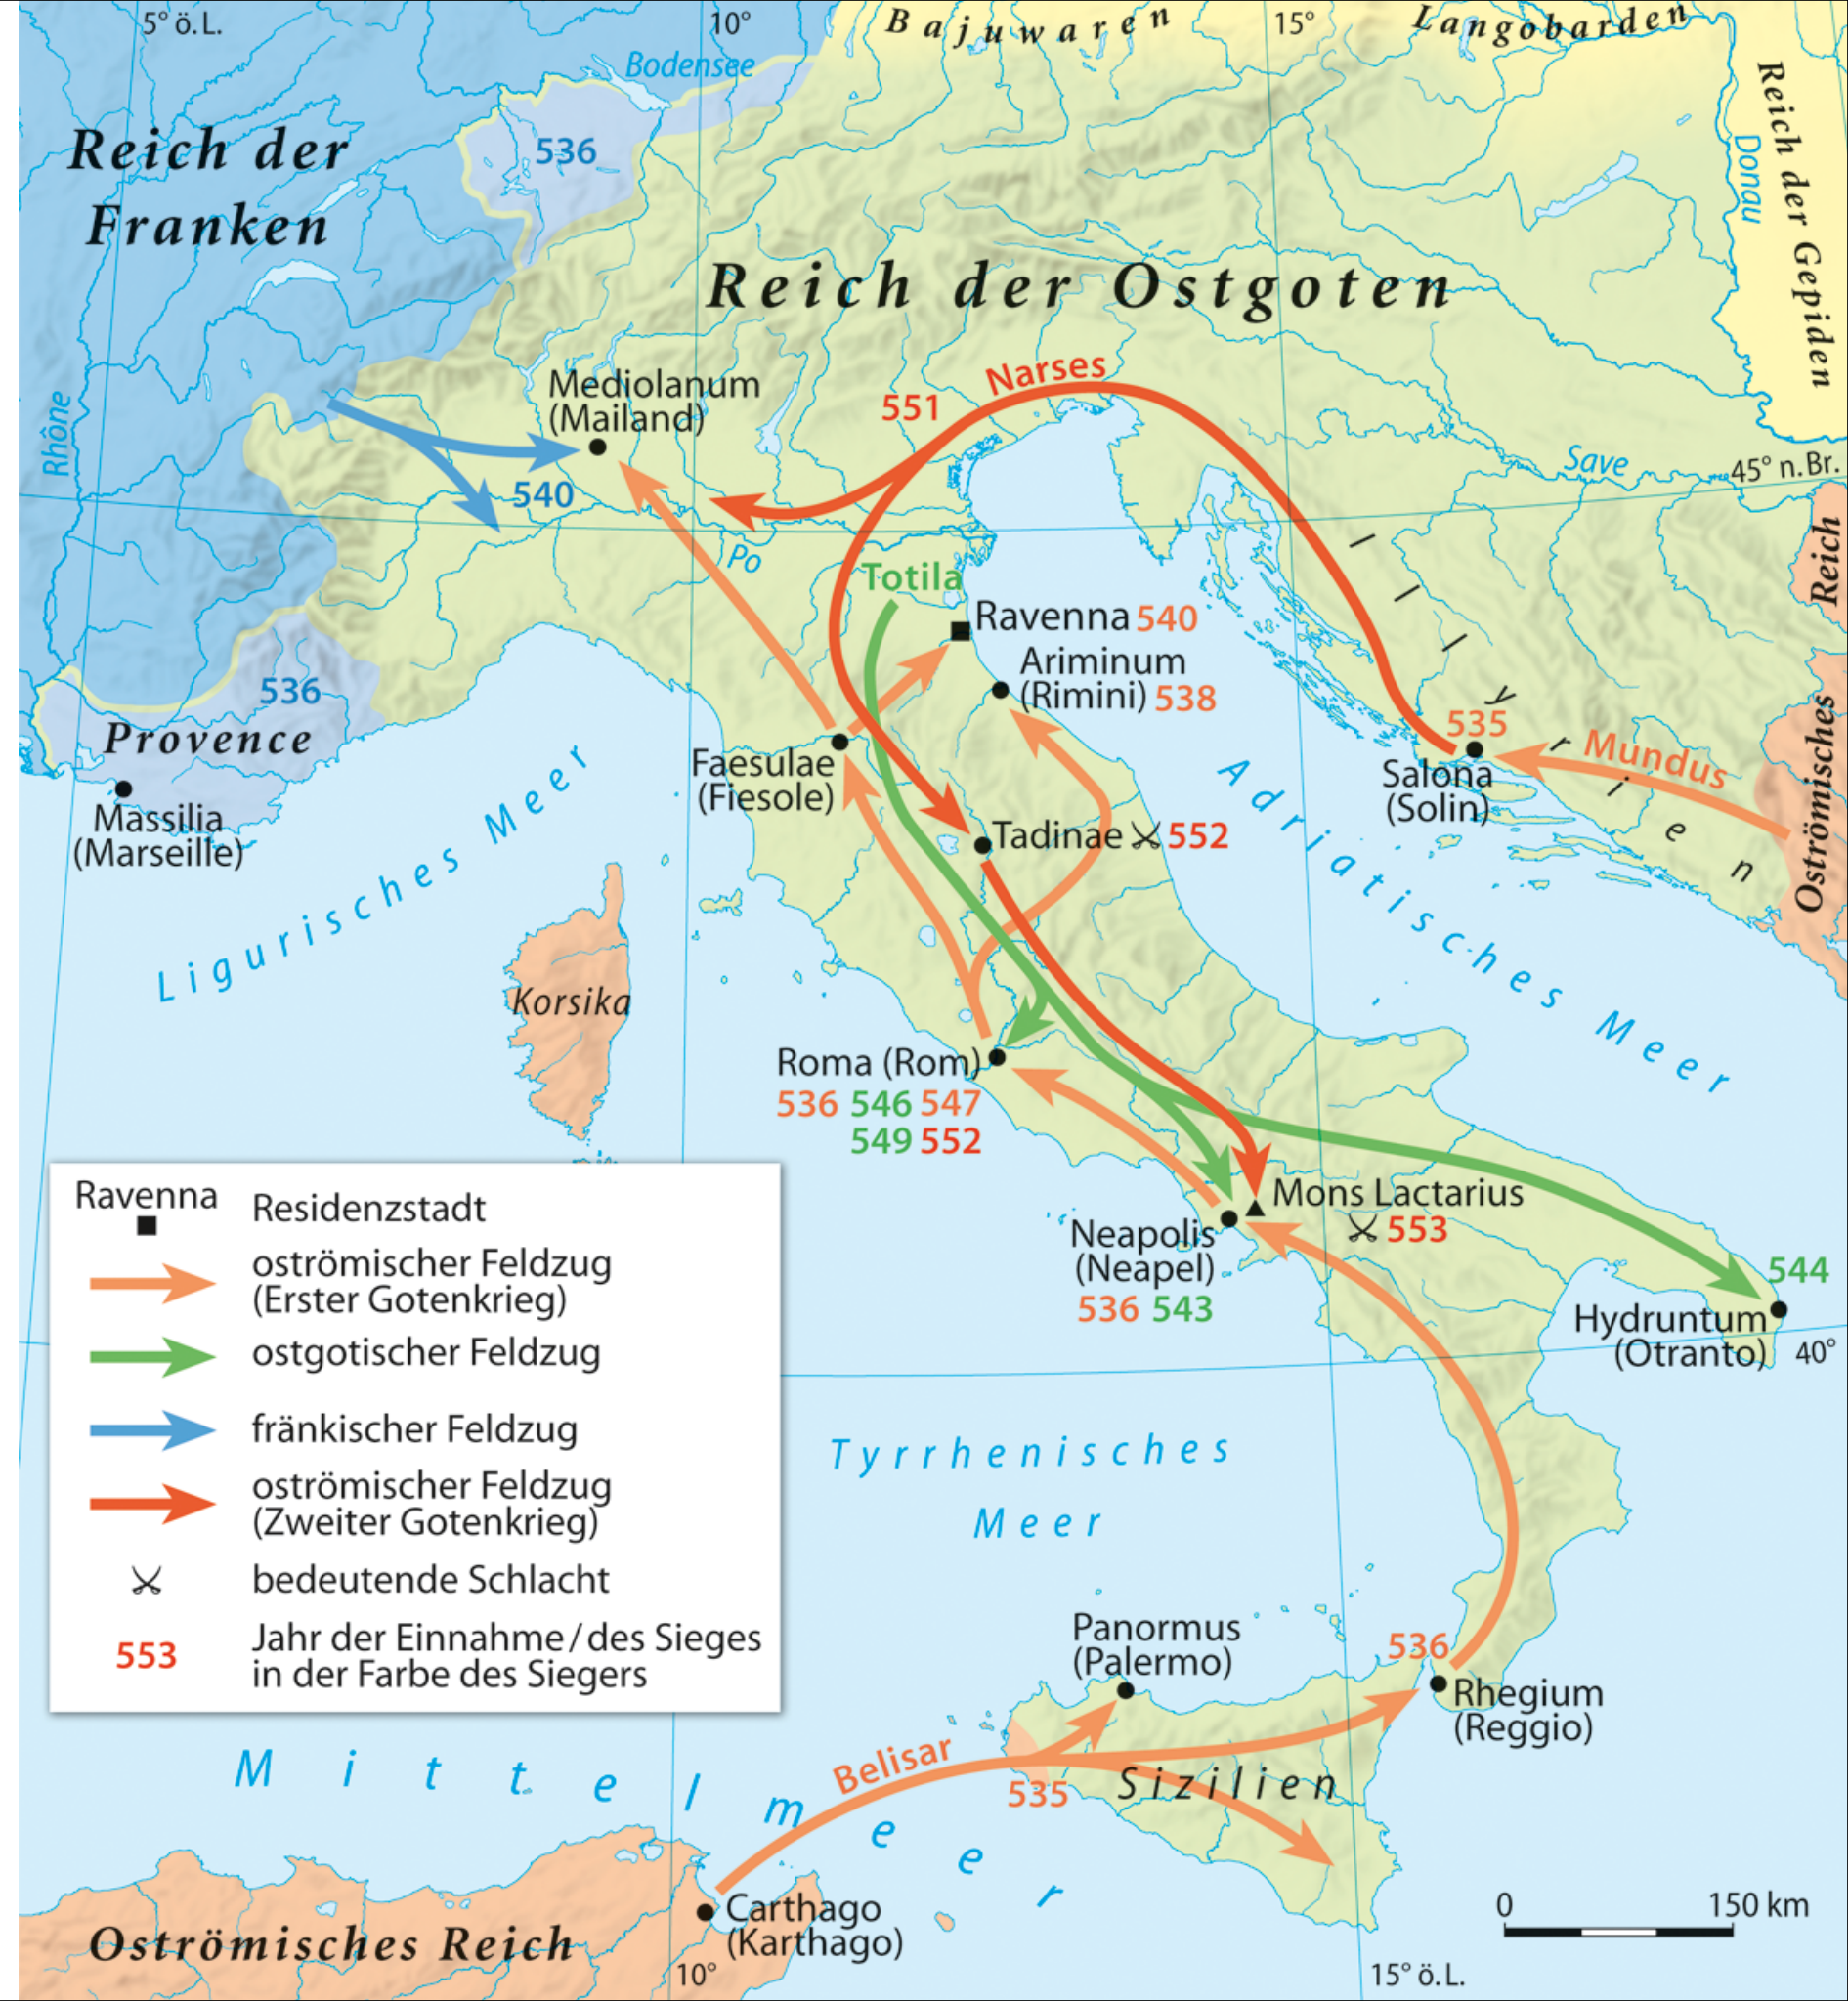 5° ö.L.
10°
Bajuwaren
15°
Langobarden
Bodensee
Reich der Gepiden
Donau
536
Reich der
Franken
Reich der Ostgoten
Rhône
Mediolanum
(Mailand)
Narses
551
540
Save
45° n.Br.
Po
Totila
Ravenna 540
Ariminum
(Rimini) 538
Illyrien
Oströmisches Reich
536
Provence
Massilia
(Marseille)
Faesulae
(Fiesole)
535
Mundus
Salona
(Solin)
Tadinae 552
Ligurisches Meer
Adriatisches Meer
Korsika
Roma (Rom)
536 546 547
549 552
Mons Lactarius
553
Neapolis
(Neapel)
536 543
544
Hydruntum
(Otranto)
40°
Tyrrhenisches
Meer
Ravenna
Residenzstadt
oströmischer Feldzug
(Erster Gotenkrieg)
ostgotischer Feldzug
fränkischer Feldzug
oströmischer Feldzug
(Zweiter Gotenkrieg)
bedeutende Schlacht
553
Jahr der Einnahme/des Sieges
in der Farbe des Siegers
Panormus
(Palermo)
536
Rhegium
(Reggio)
Belisar
535
Sizilien
Mittelmeer
Carthago
(Karthago)
Oströmisches Reich
10°
0 150 km
15° ö.L.